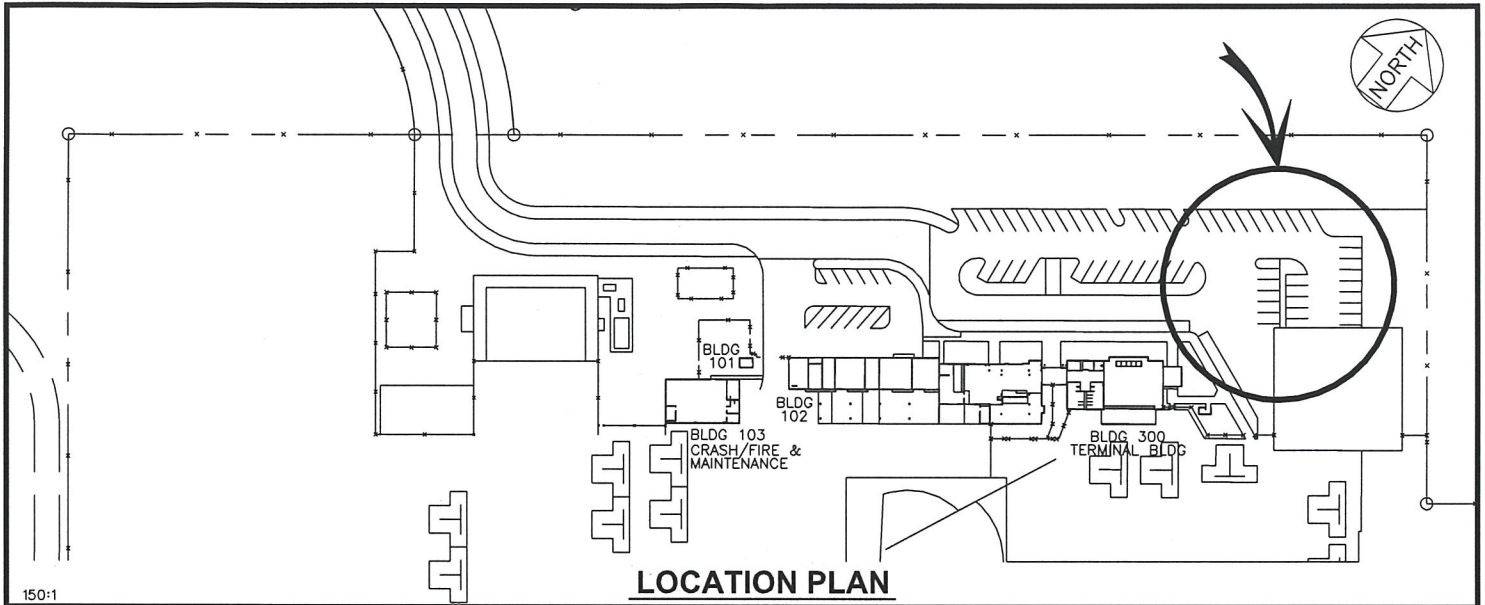 NORTH
BLDG
101
BLDG
102
BLDG 103
CRASH/FIRE &
MAINTENANCE
BLDG 300
TERMINAL BLDG
LOCATION PLAN
150:1